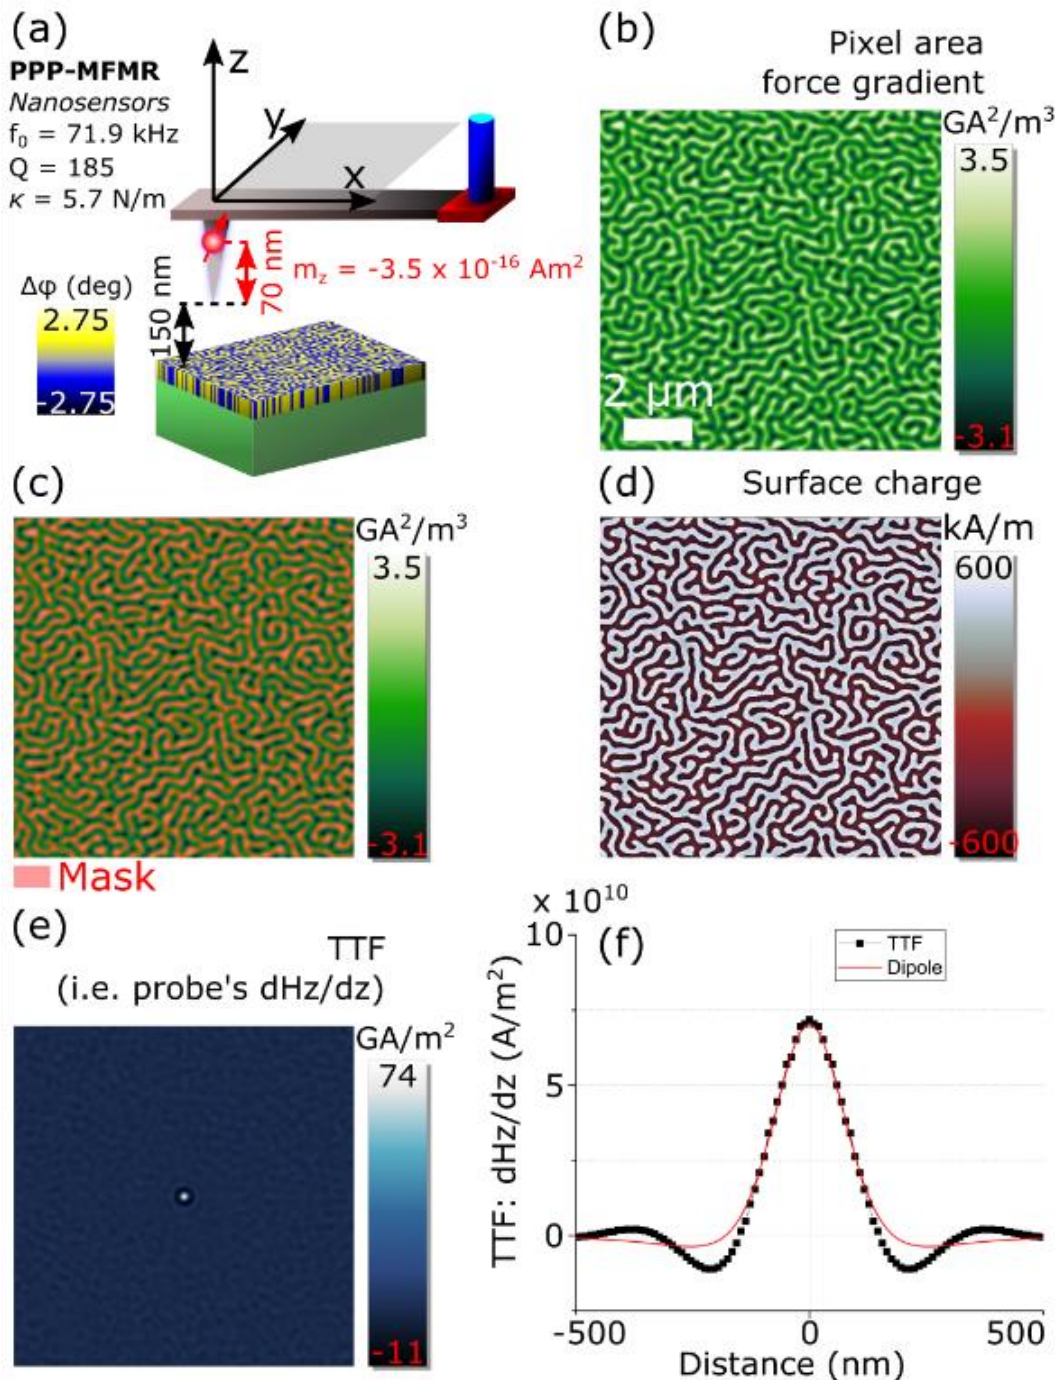 (a)
PPP-MFMR
Nanosensors
f₀ = 71.9 kHz
Q = 185
κ = 5.7 N/m
z
y
x
70 nm
m_z = -3.5 x 10⁻¹⁶ Am²
150 nm
Δφ (deg)
2.75
-2.75
(b)
Pixel area
force gradient
GA²/m³
3.5
-3.1
2 μm
(c)
GA²/m³
3.5
-3.1
Mask
(d)
Surface charge
kA/m
600
-600
(e)
TTF
(i.e. probe's dHz/dz)
GA/m²
74
-11
(f)
x 10¹⁰
10
5
0
TTF: dHz/dz (A/m²)
TTF
Dipole
-500
0
500
Distance (nm)